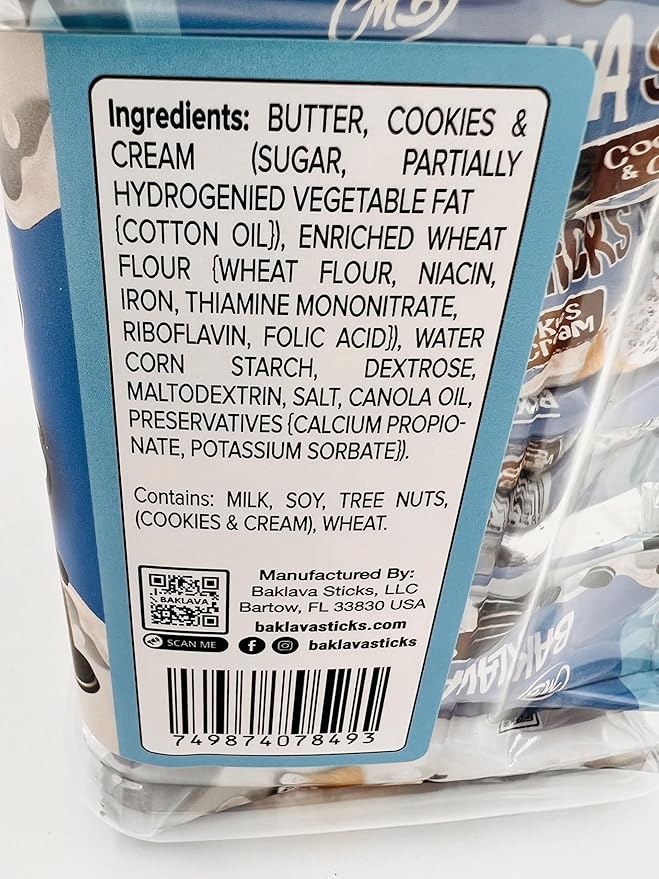 Ingredients: BUTTER, COOKIES &
CREAM (SUGAR, PARTIALLY
HYDROGENIED VEGETABLE FAT
{COTTON OIL}), ENRICHED WHEAT
FLOUR {WHEAT FLOUR, NIACIN,
IRON, THIAMINE MONONITRATE,
RIBOFLAVIN, FOLIC ACID}), WATER
CORN STARCH, DEXTROSE,
MALTODEXTRIN, SALT, CANOLA OIL,
PRESERVATIVES {CALCIUM PROPIO-
NATE, POTASSIUM SORBATE}).
Contains: MILK, SOY, TREE NUTS,
(COOKIES & CREAM), WHEAT.
BAKLAVA
SCAN ME
Manufactured By:
Baklava Sticks, LLC
Bartow, FL 33830 USA
baklavasticks.com
baklavasticks
749874078493
BAKLAVA